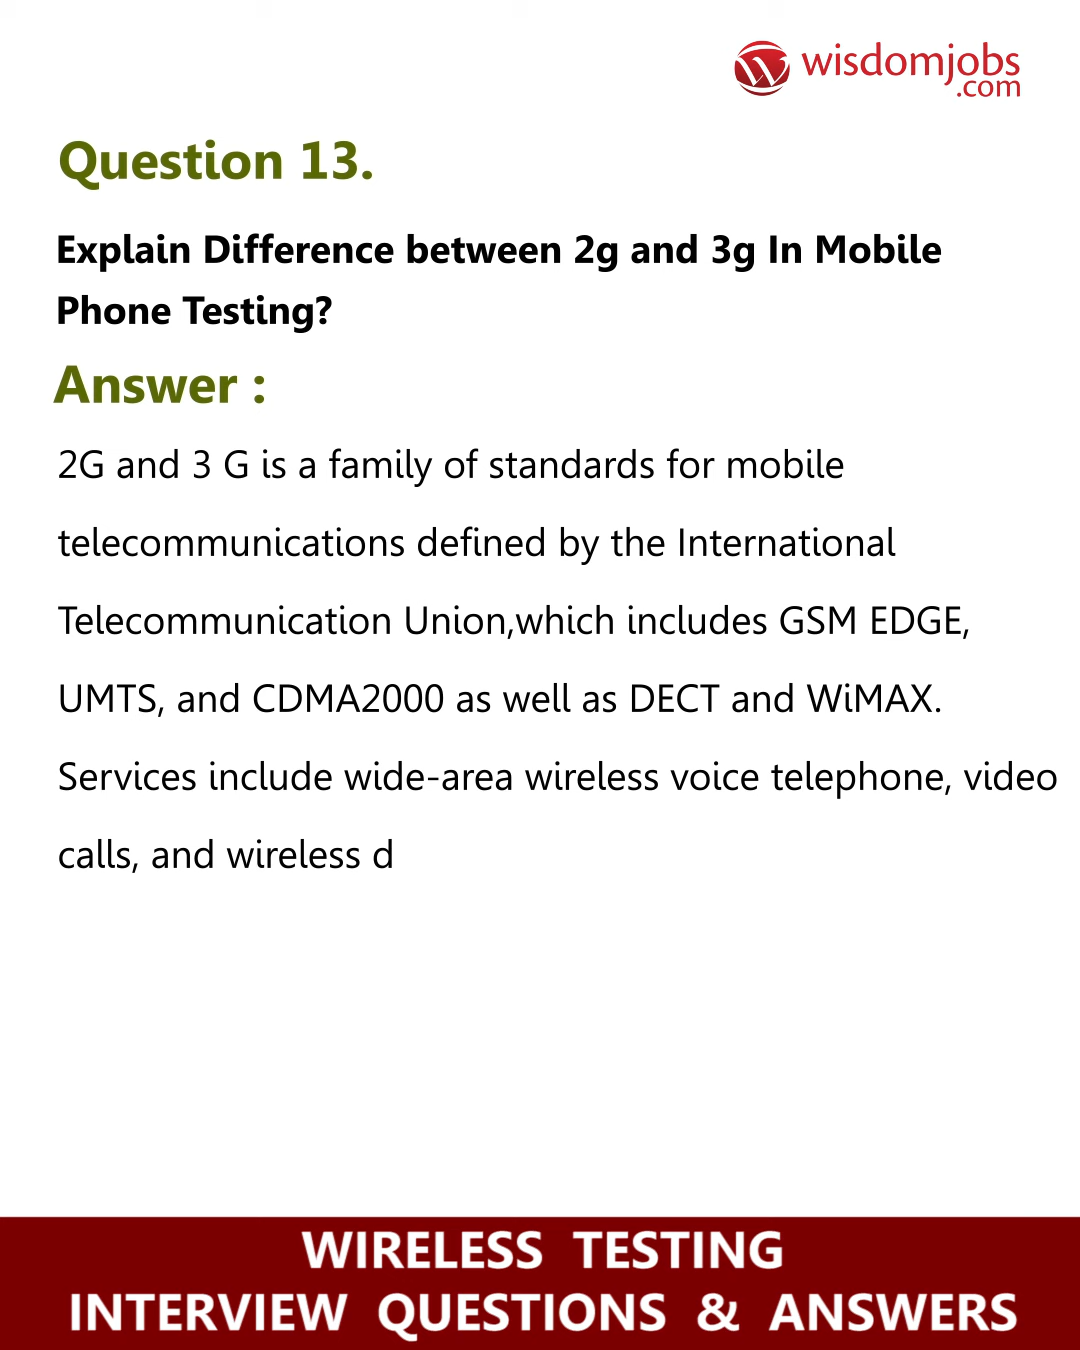 wisdomjobs
.com
Question 13.
Explain Difference between 2g and 3g In Mobile
Phone Testing?
Answer :
2G and 3 G is a family of standards for mobile
telecommunications defined by the International
Telecommunication Union,which includes GSM EDGE,
UMTS, and CDMA2000 as well as DECT and WiMAX.
Services include wide-area wireless voice telephone, video
calls, and wireless d
WIRELESS TESTING
INTERVIEW QUESTIONS & ANSWERS